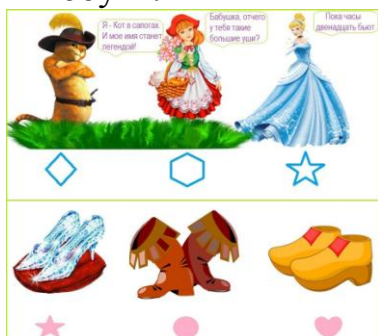 Я - Кот в сапогах.
И мое имя станет
легендой!
Бабушка, отчего
у тебя такие
большие уши?
Пока часы
двенадцать бьют